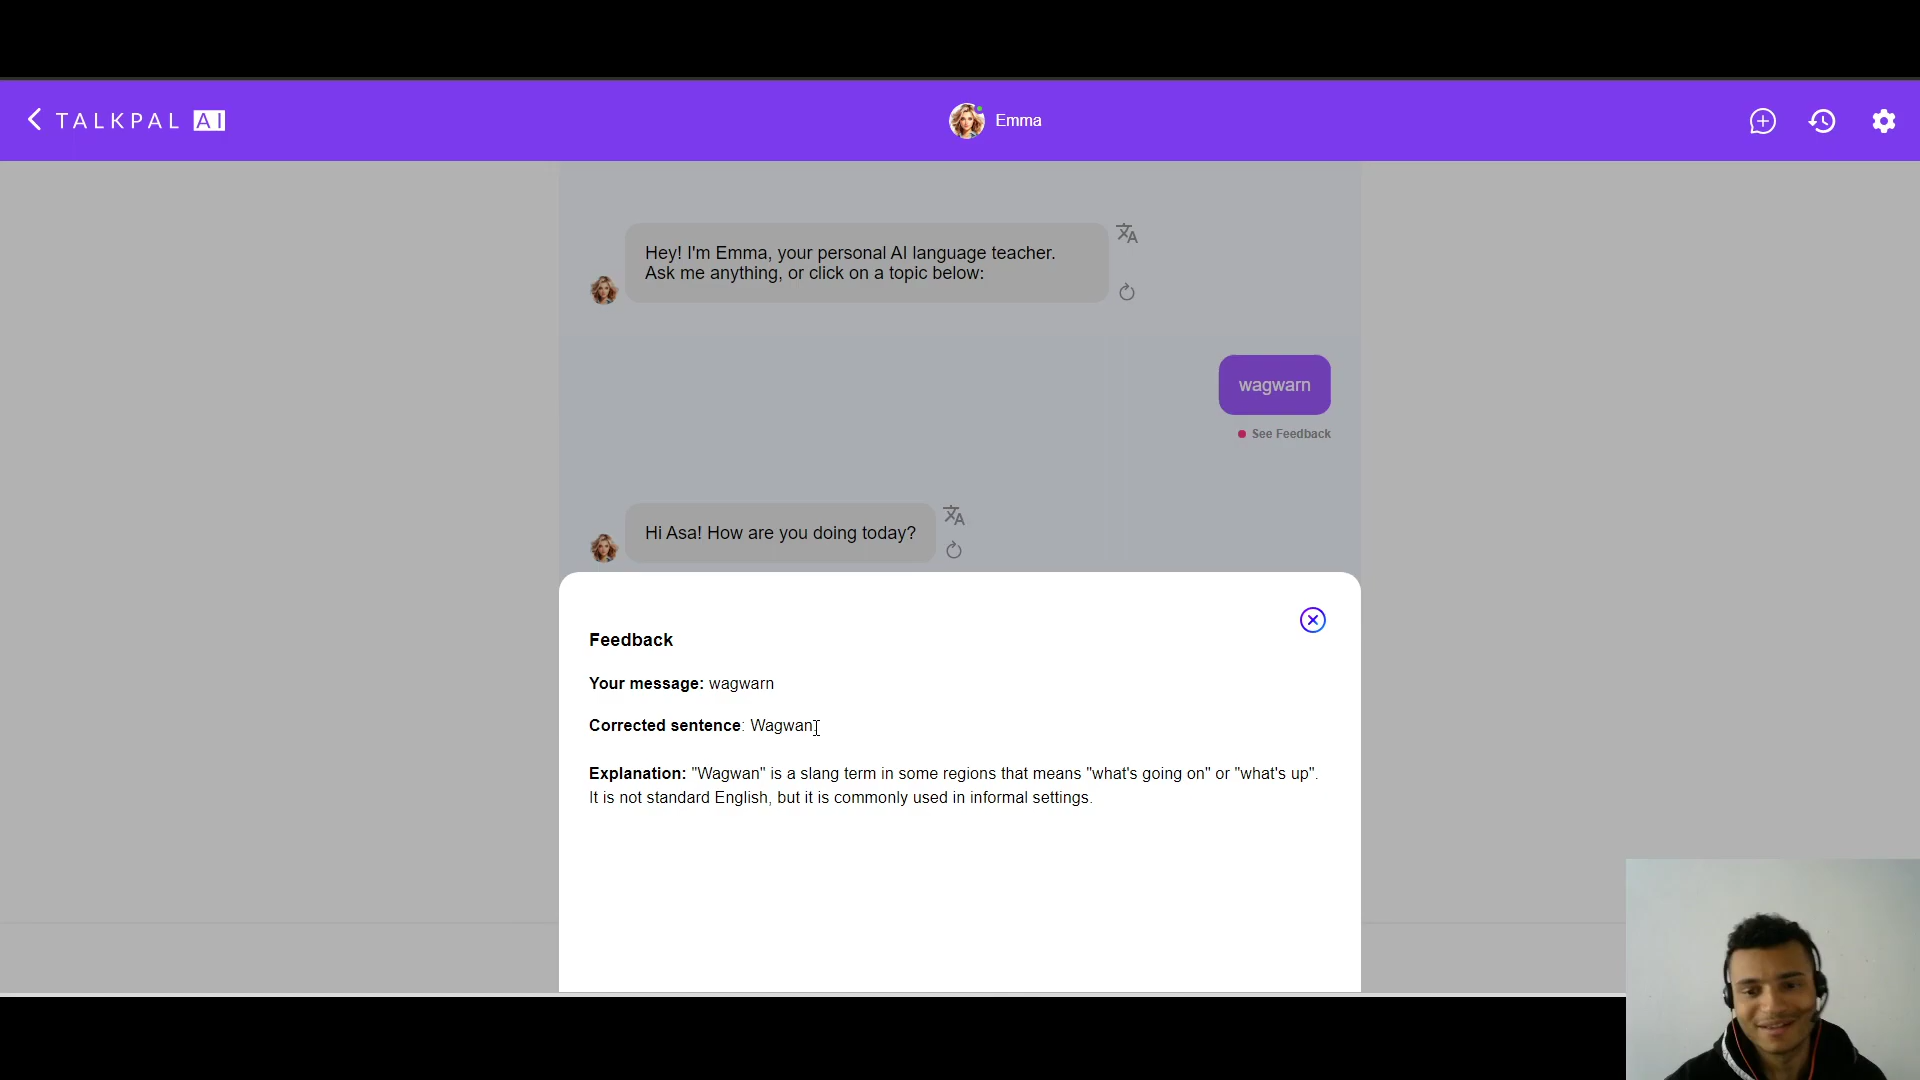 TALKPAL AI
Emma
Hey! I'm Emma, your personal AI language teacher.
Ask me anything, or click on a topic below:
wagwarn
See Feedback
Hi Asa! How are you doing today?
Feedback
Your message: wagwarn
Corrected sentence: Wagwan
Explanation: "Wagwan" is a slang term in some regions that means "what's going on" or "what's up".
It is not standard English, but it is commonly used in informal settings.